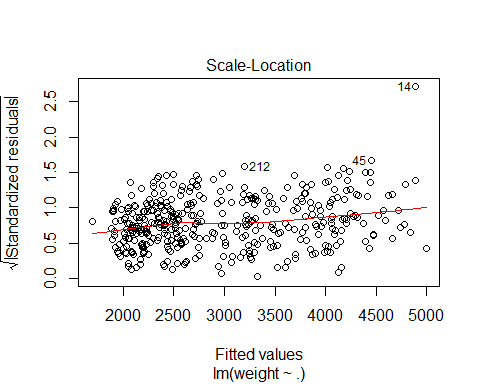 Scale-Location
√|Standardized residuals|
0.0 0.5 1.0 1.5 2.0 2.5
14
45
212
2000 2500 3000 3500 4000 4500 5000
Fitted values
lm(weight ~ .)